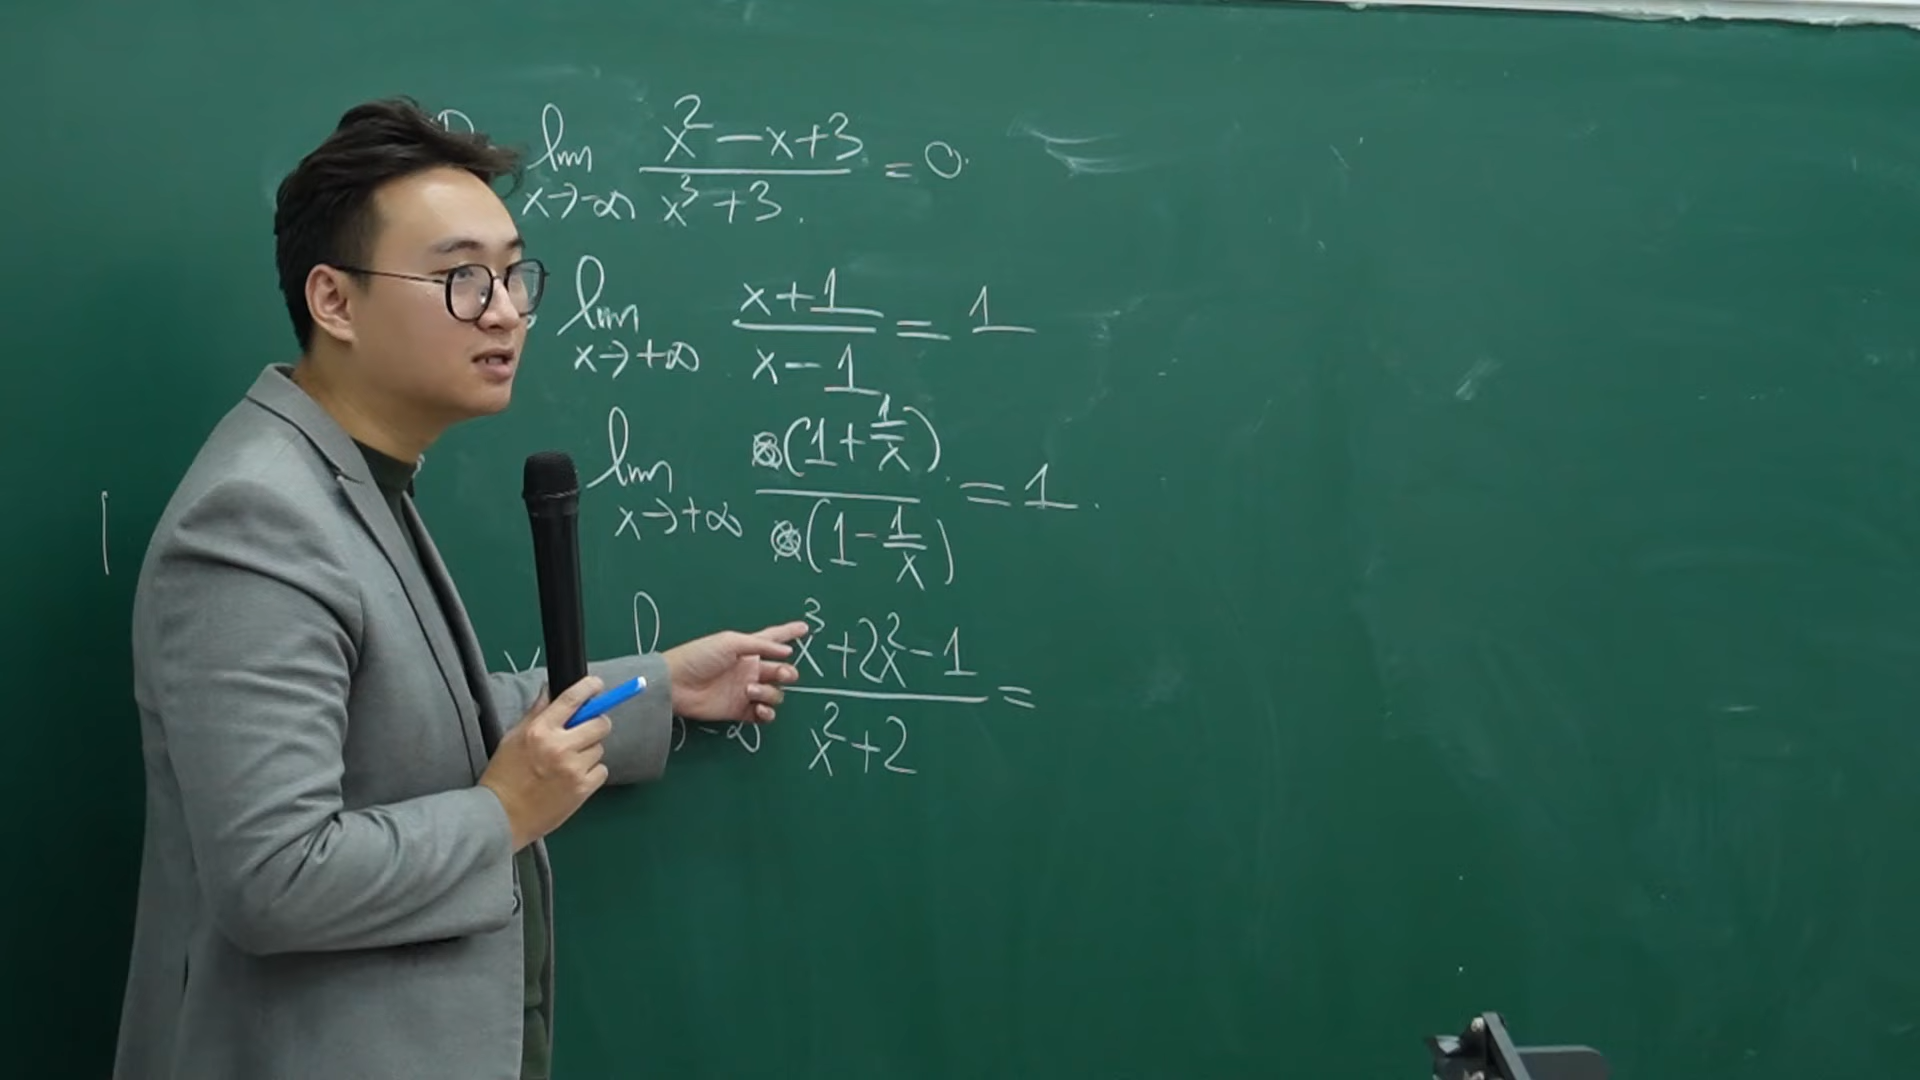 lim x→-∞ (x² - x + 3)/(x³ + 3) = 0
lim x→+∞ (x + 1)/(x - 1) = 1
lim x→+∞ (1 + 1/x)/(1 - 1/x) = 1
-∞ (x³ + 2x² - 1)/(x² + 2) =